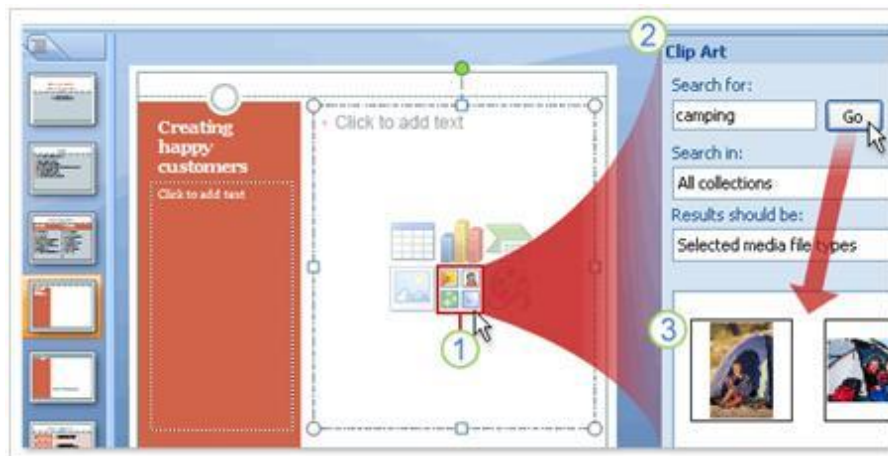 Creating
happy
customers
Click to add text
Click to add text
1
2
Clip Art
Search for:
camping
Go
Search in:
All collections
Results should be:
Selected media file types
3